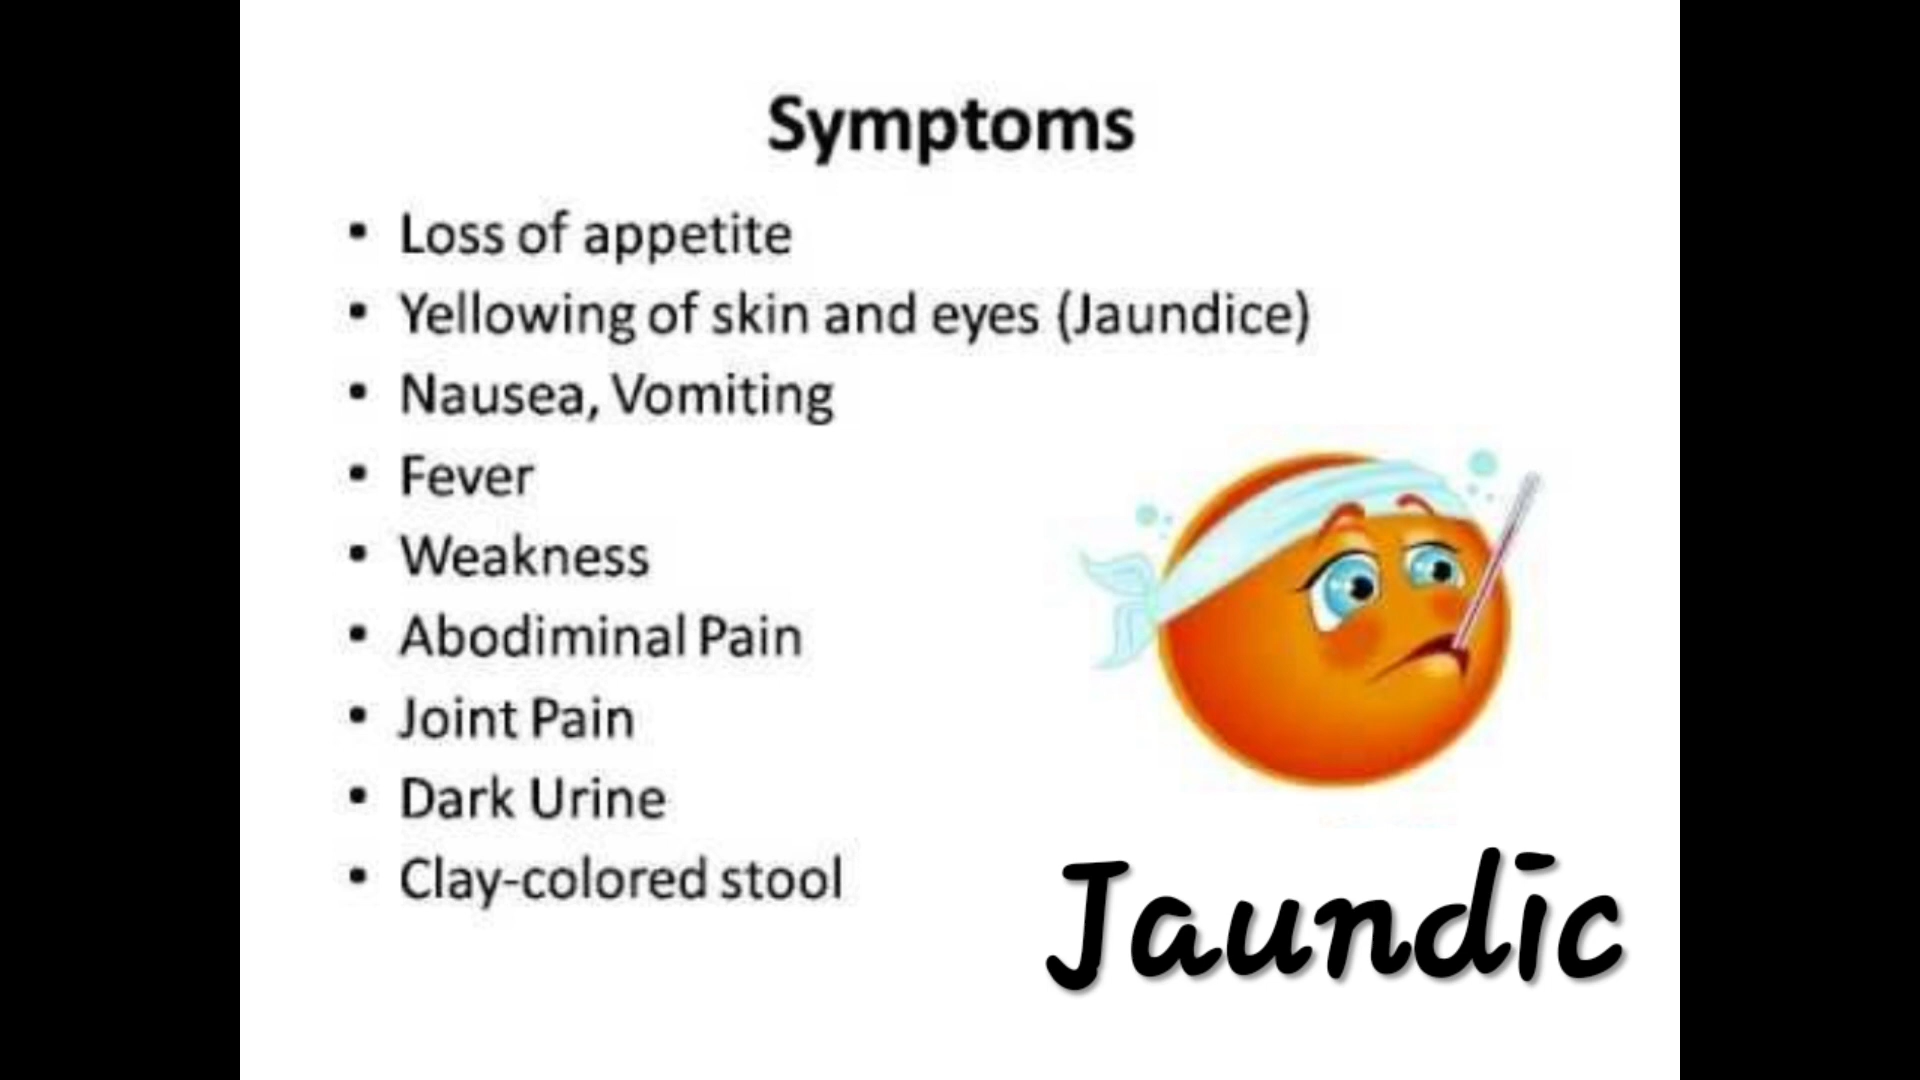 Symptoms
• Loss of appetite
• Yellowing of skin and eyes (Jaundice)
• Nausea, Vomiting
• Fever
• Weakness
• Abodiminal Pain
• Joint Pain
• Dark Urine
• Clay-colored stool
Jaundic